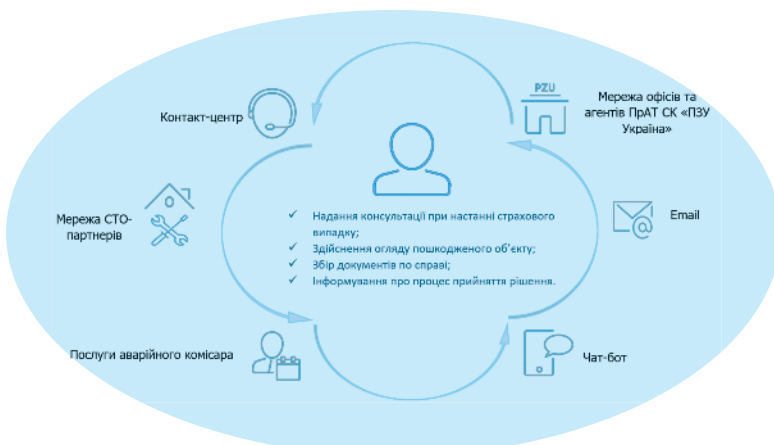 PZU
Контакт-центр
Мережа офісів та
агентів ПрАТ СК «ПЗУ
Україна»
Мережа СТО-
партнерів
✓ Надання консультації при настанні страхового
випадку;
✓ Здійснення огляду пошкодженого об'єкту;
✓ Збір документів по справі;
✓ Інформування про процес прийняття рішення.
Email
Послуги аварійного комісара
Чат-бот